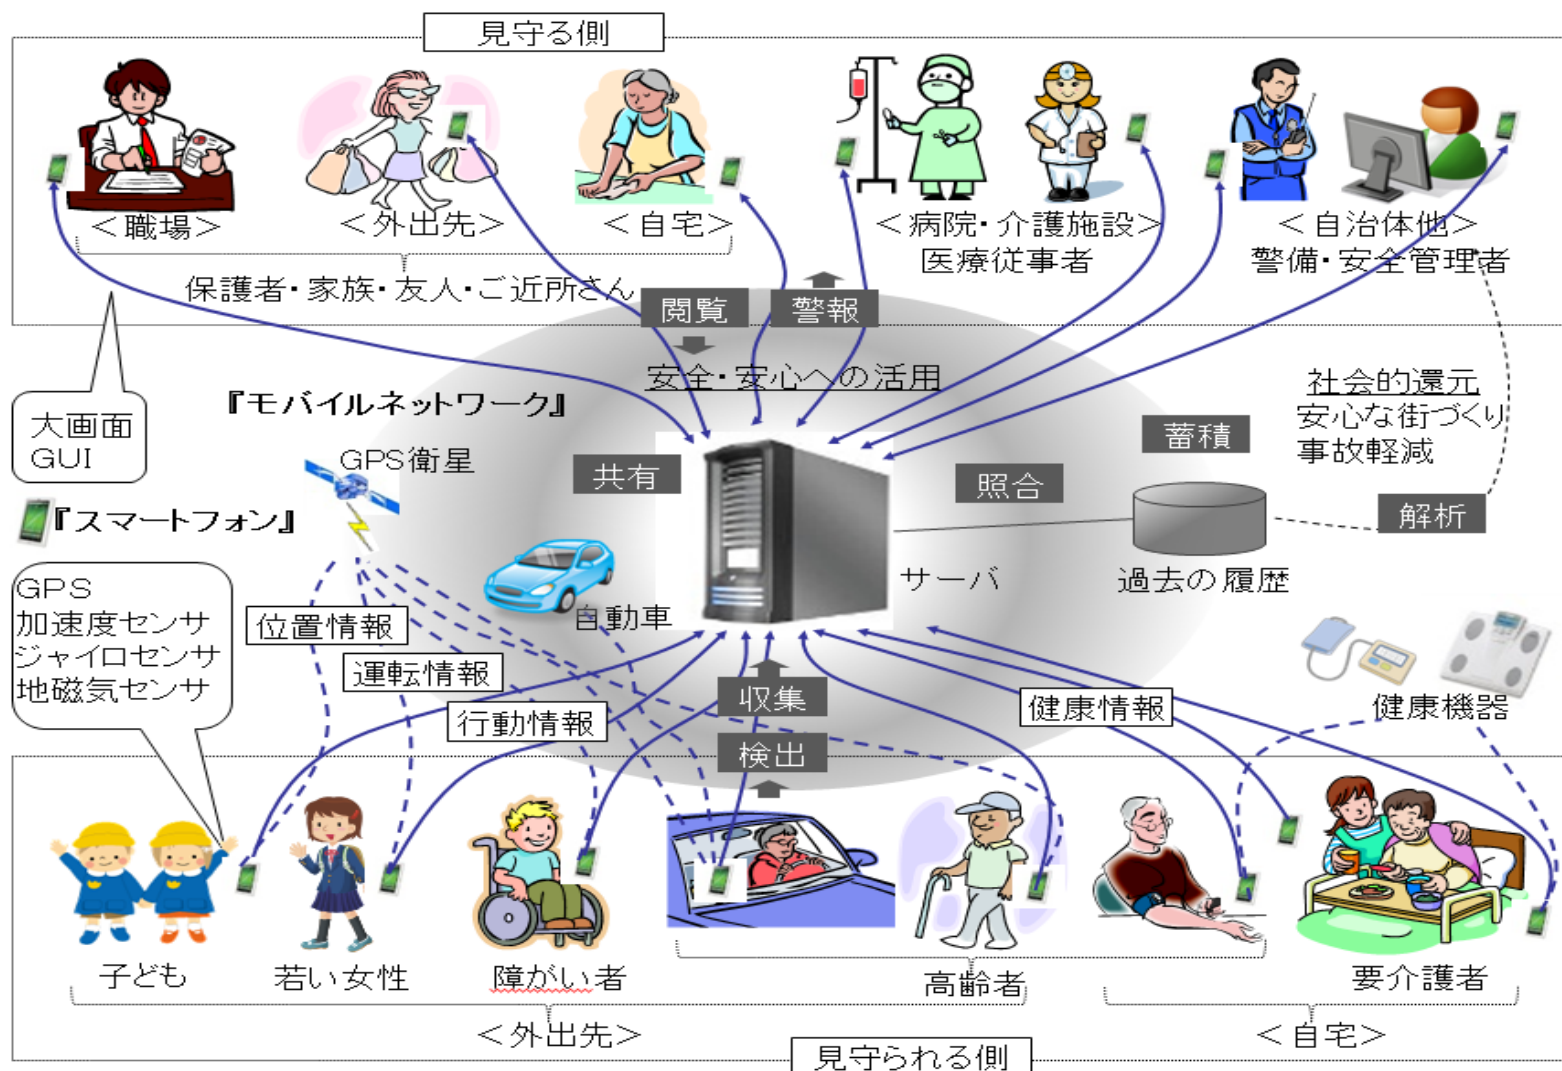 見守る側
＜職場＞
＜外出先＞
＜自宅＞
＜病院・介護施設＞
医療従事者
＜自治体他＞
警備・安全管理者
保護者・家族・友人・ご近所さん
閲覧
警報
安全・安心への活用
大画面
GUI
『モバイルネットワーク』
社会的還元
安心な街づくり
事故軽減
蓄積
GPS衛星
共有
照合
解析
『スマートフォン』
サーバ
過去の履歴
GPS
加速度センサ
ジャイロセンサ
地磁気センサ
自動車
位置情報
運転情報
行動情報
収集
検出
健康情報
健康機器
子ども
若い女性
障がい者
高齢者
要介護者
＜外出先＞
＜自宅＞
見守られる側